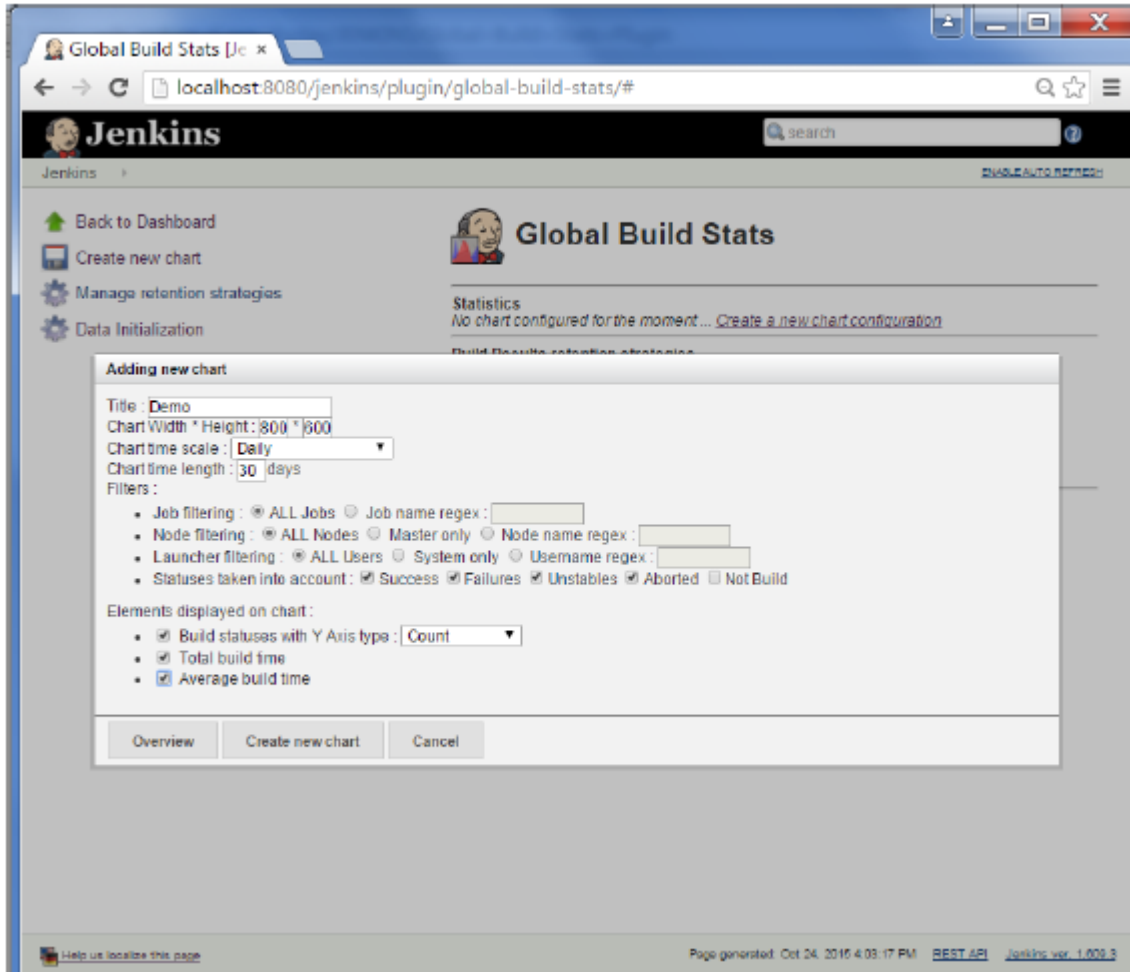 Global Build Stats [Je
localhost:8080/jenkins/plugin/global-build-stats/#
Jenkins
search
Jenkins
ENABLE AUTO REFRESH
Back to Dashboard
Create new chart
Manage retention strategies
Data Initialization
Global Build Stats
Statistics
No chart configured for the moment ... Create a new chart configuration
Build Results retention strategies
Adding new chart
Title : Demo
Chart Width * Height : 800 * 600
Chart time scale : Daily
Chart time length : 30 days
Filters :
Job filtering : ALL Jobs Job name regex :
Node filtering : ALL Nodes Master only Node name regex :
Launcher filtering : ALL Users System only Username regex :
Statuses taken into account : Success Failures Unstables Aborted Not Build
Elements displayed on chart :
Build statuses with Y Axis type : Count
Total build time
Average build time
Overview Create new chart Cancel
Help us localize this page
Page generated: Oct 24, 2015 4:03:17 PM REST API Jenkins ver. 1.609.3